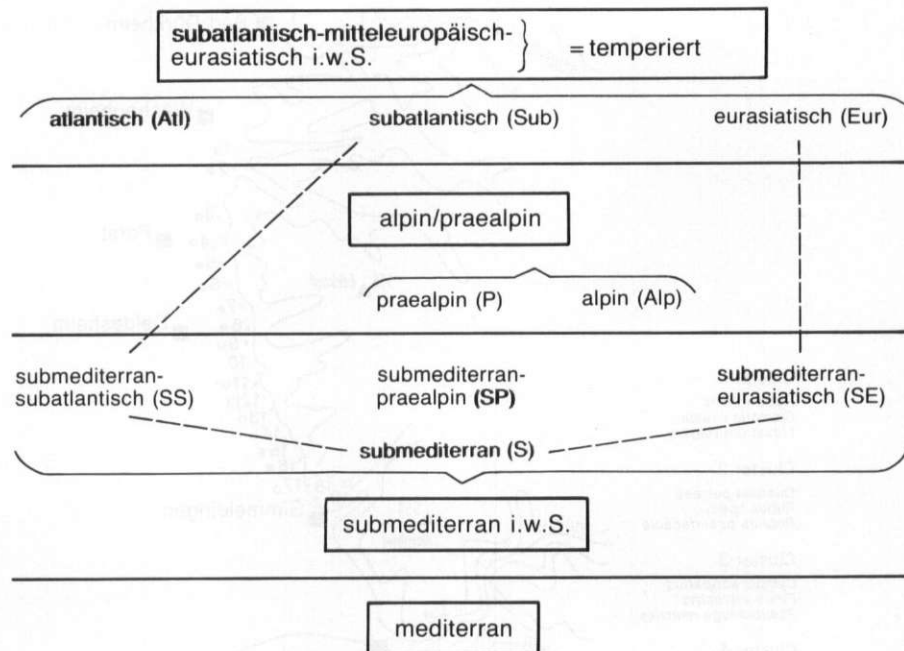 subatlantisch-mitteleuropäisch-
eurasiatisch i.w.S.
= temperiert
atlantisch (Atl)
subatlantisch (Sub)
eurasiatisch (Eur)
alpin/praealpin
praealpin (P)
alpin (Alp)
submediterran-
subatlantisch (SS)
submediterran-
praealpin (SP)
submediterran-
eurasiatisch (SE)
submediterran (S)
submediterran i.w.S.
mediterran